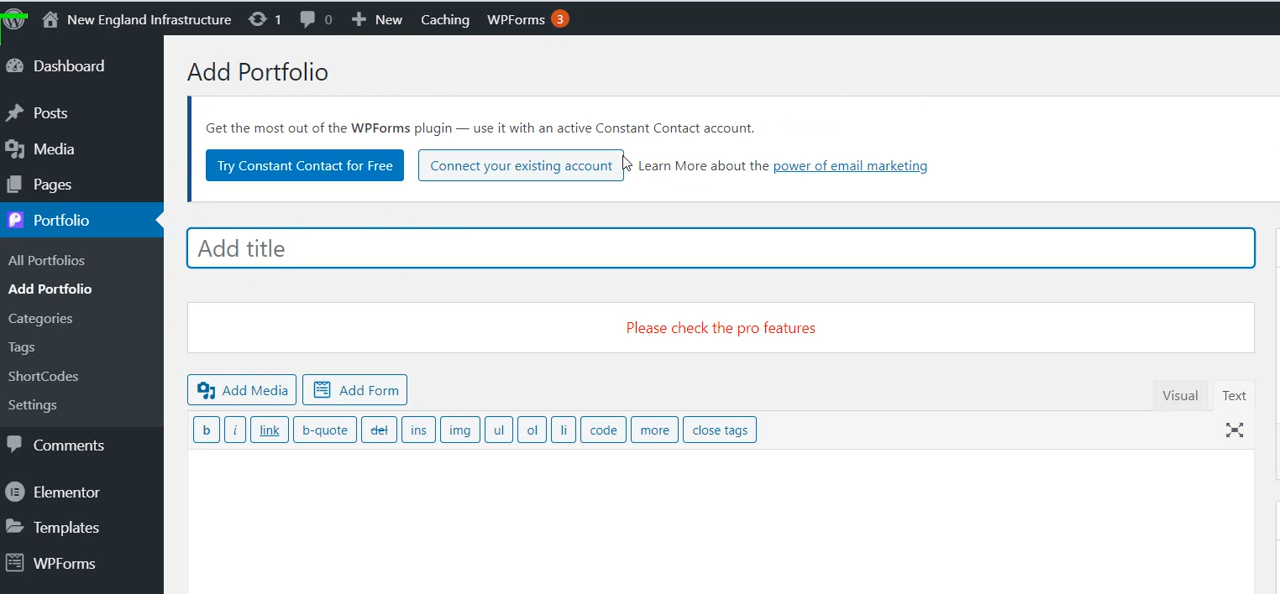 New England Infrastructure 1 0 New Caching WPForms 3
Dashboard
Posts
Media
Pages
Portfolio
All Portfolios
Add Portfolio
Categories
Tags
ShortCodes
Settings
Comments
Elementor
Templates
WPForms
Add Portfolio
Get the most out of the WPForms plugin — use it with an active Constant Contact account.
Try Constant Contact for Free Connect your existing account Learn More about the power of email marketing
Add title
Please check the pro features
Add Media Add Form
Visual Text
b i link b-quote del ins img ul ol li code more close tags